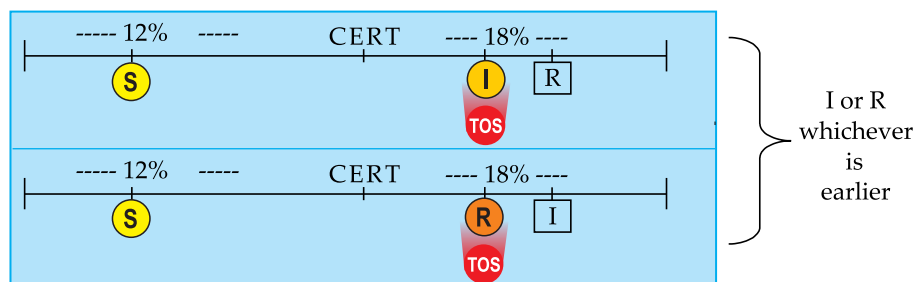 ----- 12% ----- CERT ---- 18% ----
S I R
TOS
----- 12% ----- CERT ---- 18% ----
S R I
TOS
I or R
whichever
is
earlier